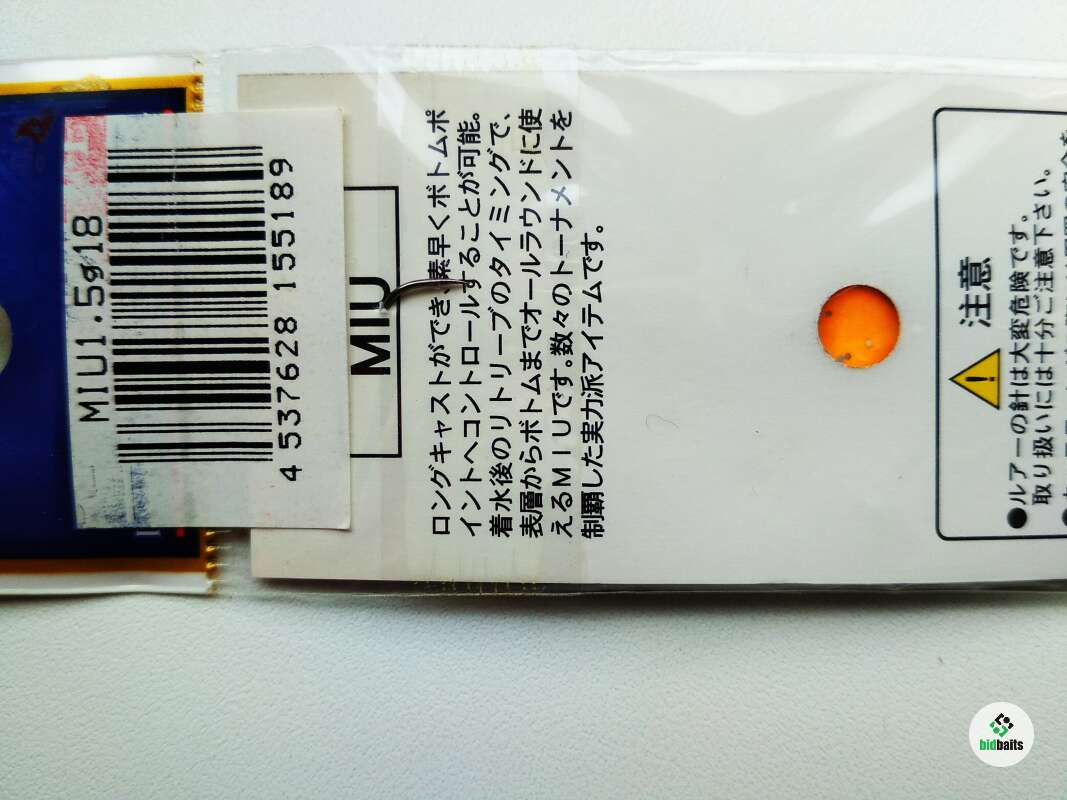 MIU1.5g18
4 537628 155189
MIU
ロングキャストができ、素早くボトムポ
イントへコントロールすることが可能。
着水後のリトリーブのタイミングで、
表層からボトムまでオールラウンドに使
えるMIUです。数々のトーナメントを
制覇した実力派アイテムです。
注意
●ルアーの針は大変危険です。
取り扱いには十分ご注意下さい。
bidbaits